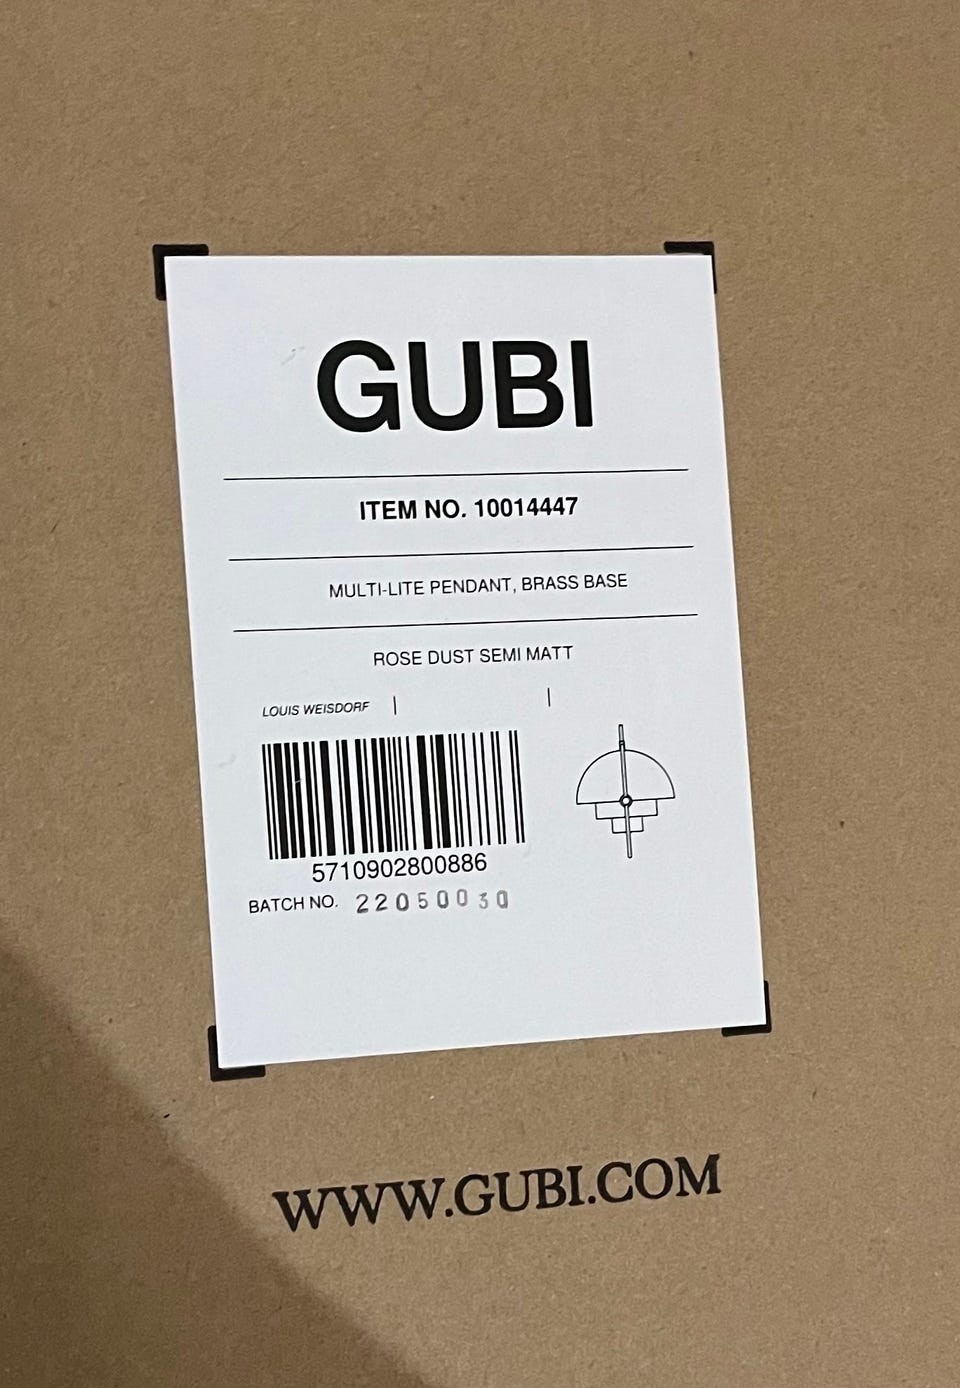 GUBI
ITEM NO. 10014447
MULTI-LITE PENDANT, BRASS BASE
ROSE DUST SEMI MATT
LOUIS WEISDORF
5710902800886
BATCH NO. 22050030
WWW.GUBI.COM